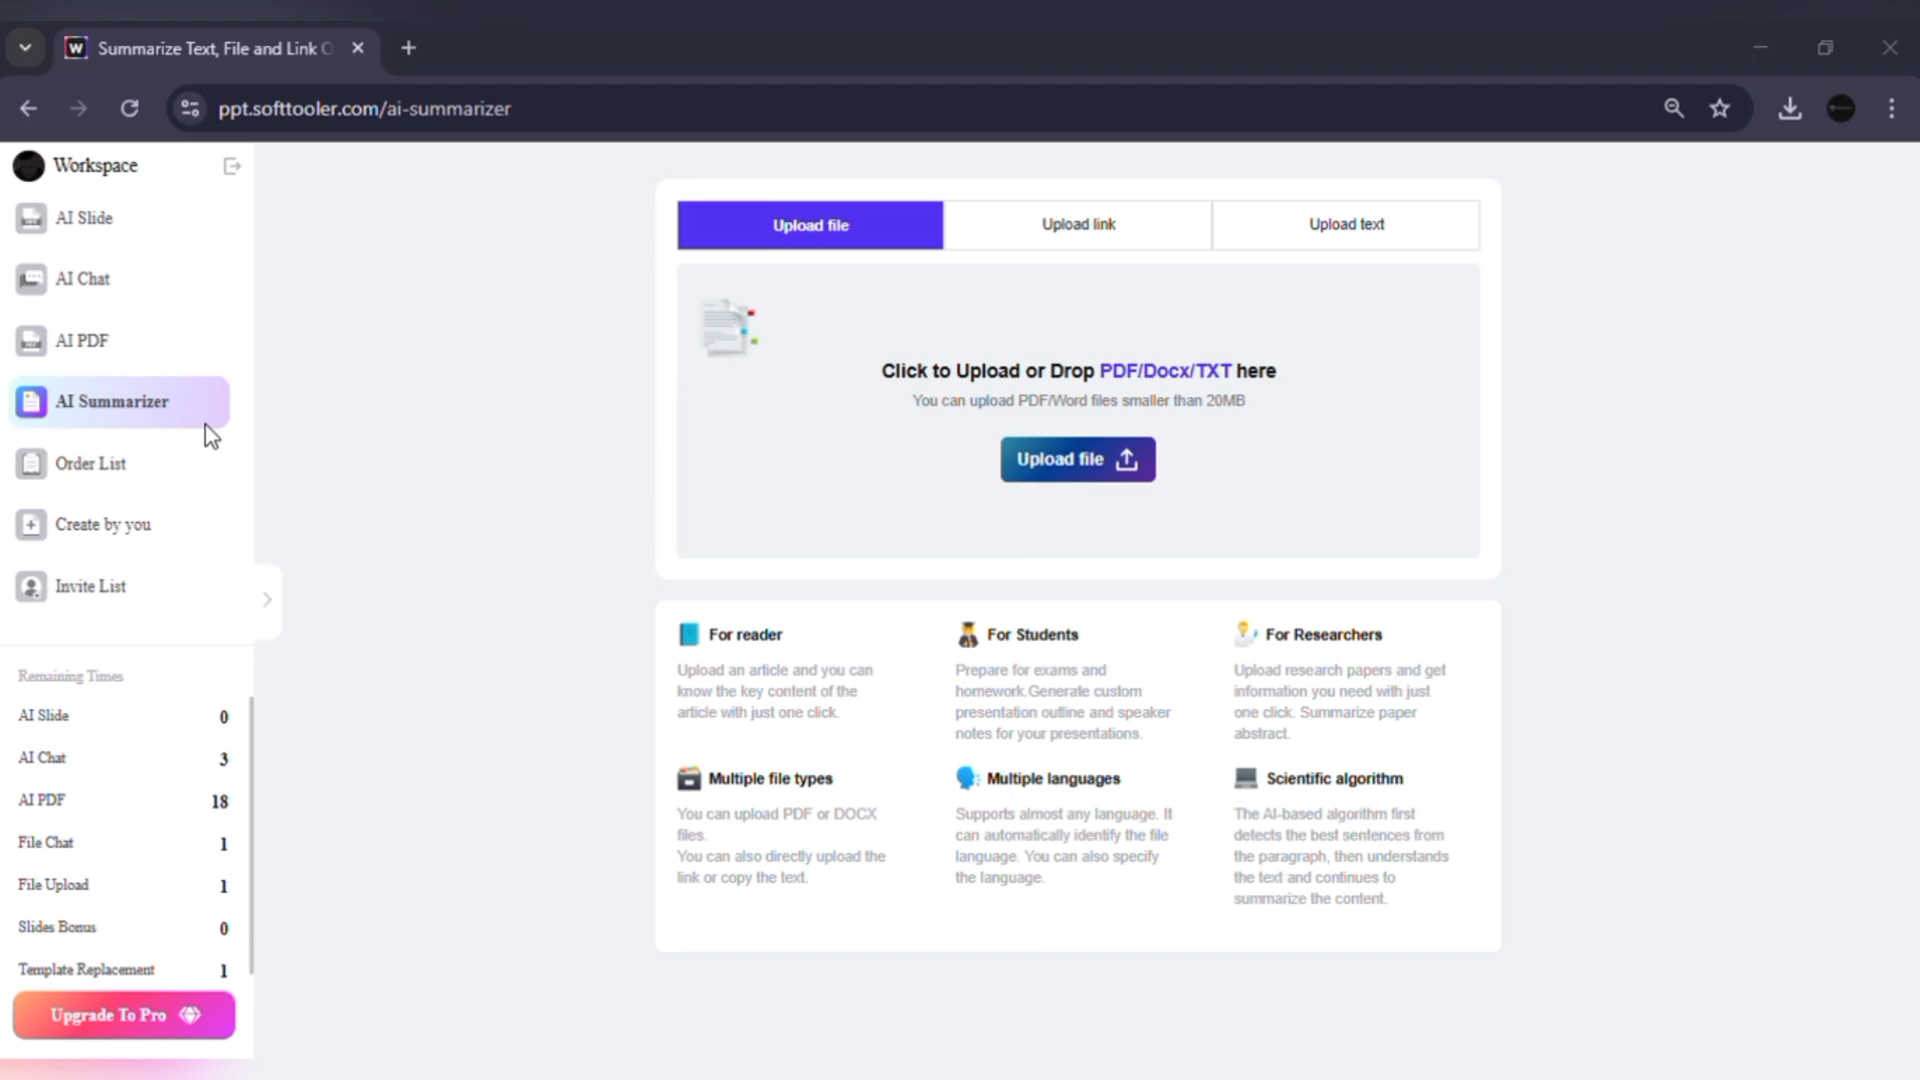 Summarize Text, File and Link O
ppt.softtooler.com/ai-summarizer
Workspace
AI Slide
AI Chat
AI PDF
AI Summarizer
Order List
Create by you
Invite List
Remaining Times
AI Slide 0
AI Chat 3
AI PDF 18
File Chat 1
File Upload 1
Slides Bonus 0
Template Replacement 1
Upgrade To Pro
Upload file
Upload link
Upload text
Click to Upload or Drop PDF/Docx/TXT here
You can upload PDF/Word files smaller than 20MB
Upload file
For reader
Upload an article and you can
know the key content of the
article with just one click.
For Students
Prepare for exams and
homework.Generate custom
presentation outline and speaker
notes for your presentations.
For Researchers
Upload research papers and get
information you need with just
one click. Summarize paper
abstract.
Multiple file types
You can upload PDF or DOCX
files.
You can also directly upload the
link or copy the text.
Multiple languages
Supports almost any language. It
can automatically identify the file
language. You can also specify
the language.
Scientific algorithm
The AI-based algorithm first
detects the best sentences from
the paragraph, then understands
the text and continues to
summarize the content.